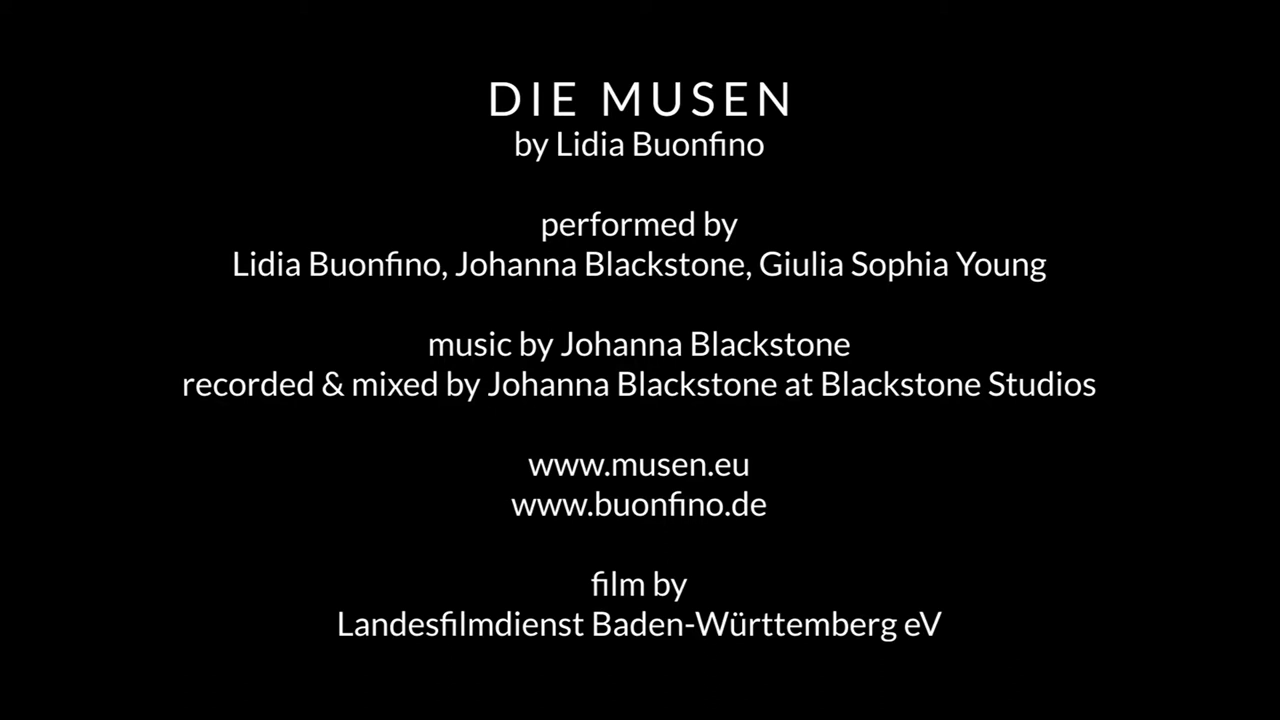 DIE MUSEN
by Lidia Buonfino
performed by
Lidia Buonfino, Johanna Blackstone, Giulia Sophia Young
music by Johanna Blackstone
recorded & mixed by Johanna Blackstone at Blackstone Studios
www.musen.eu
www.buonfino.de
film by
Landesfilmdienst Baden-Württemberg eV